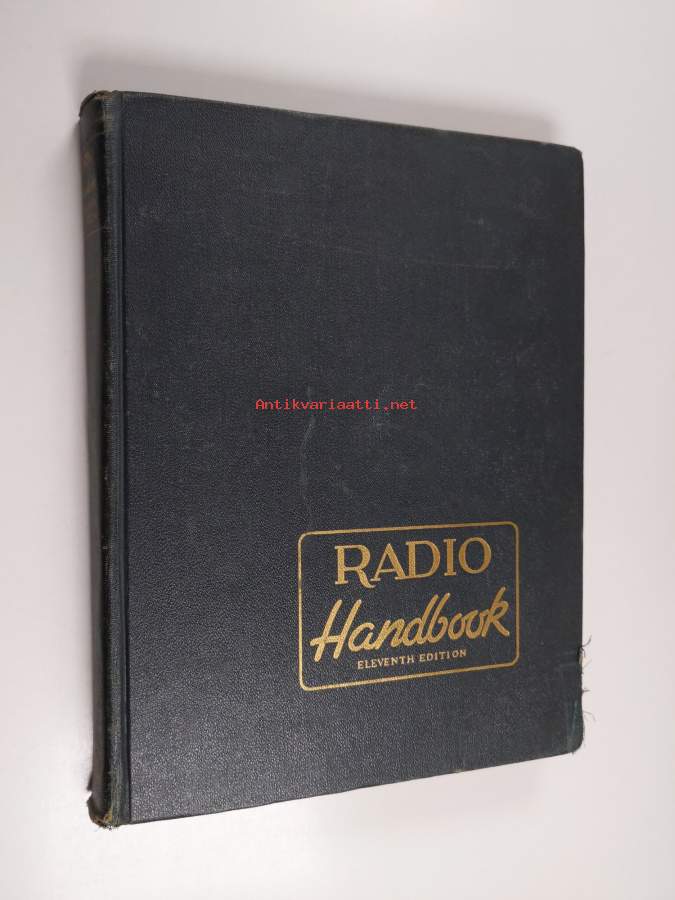 Antikvariaatti.net
RADIO
Handbook
ELEVENTH EDITION